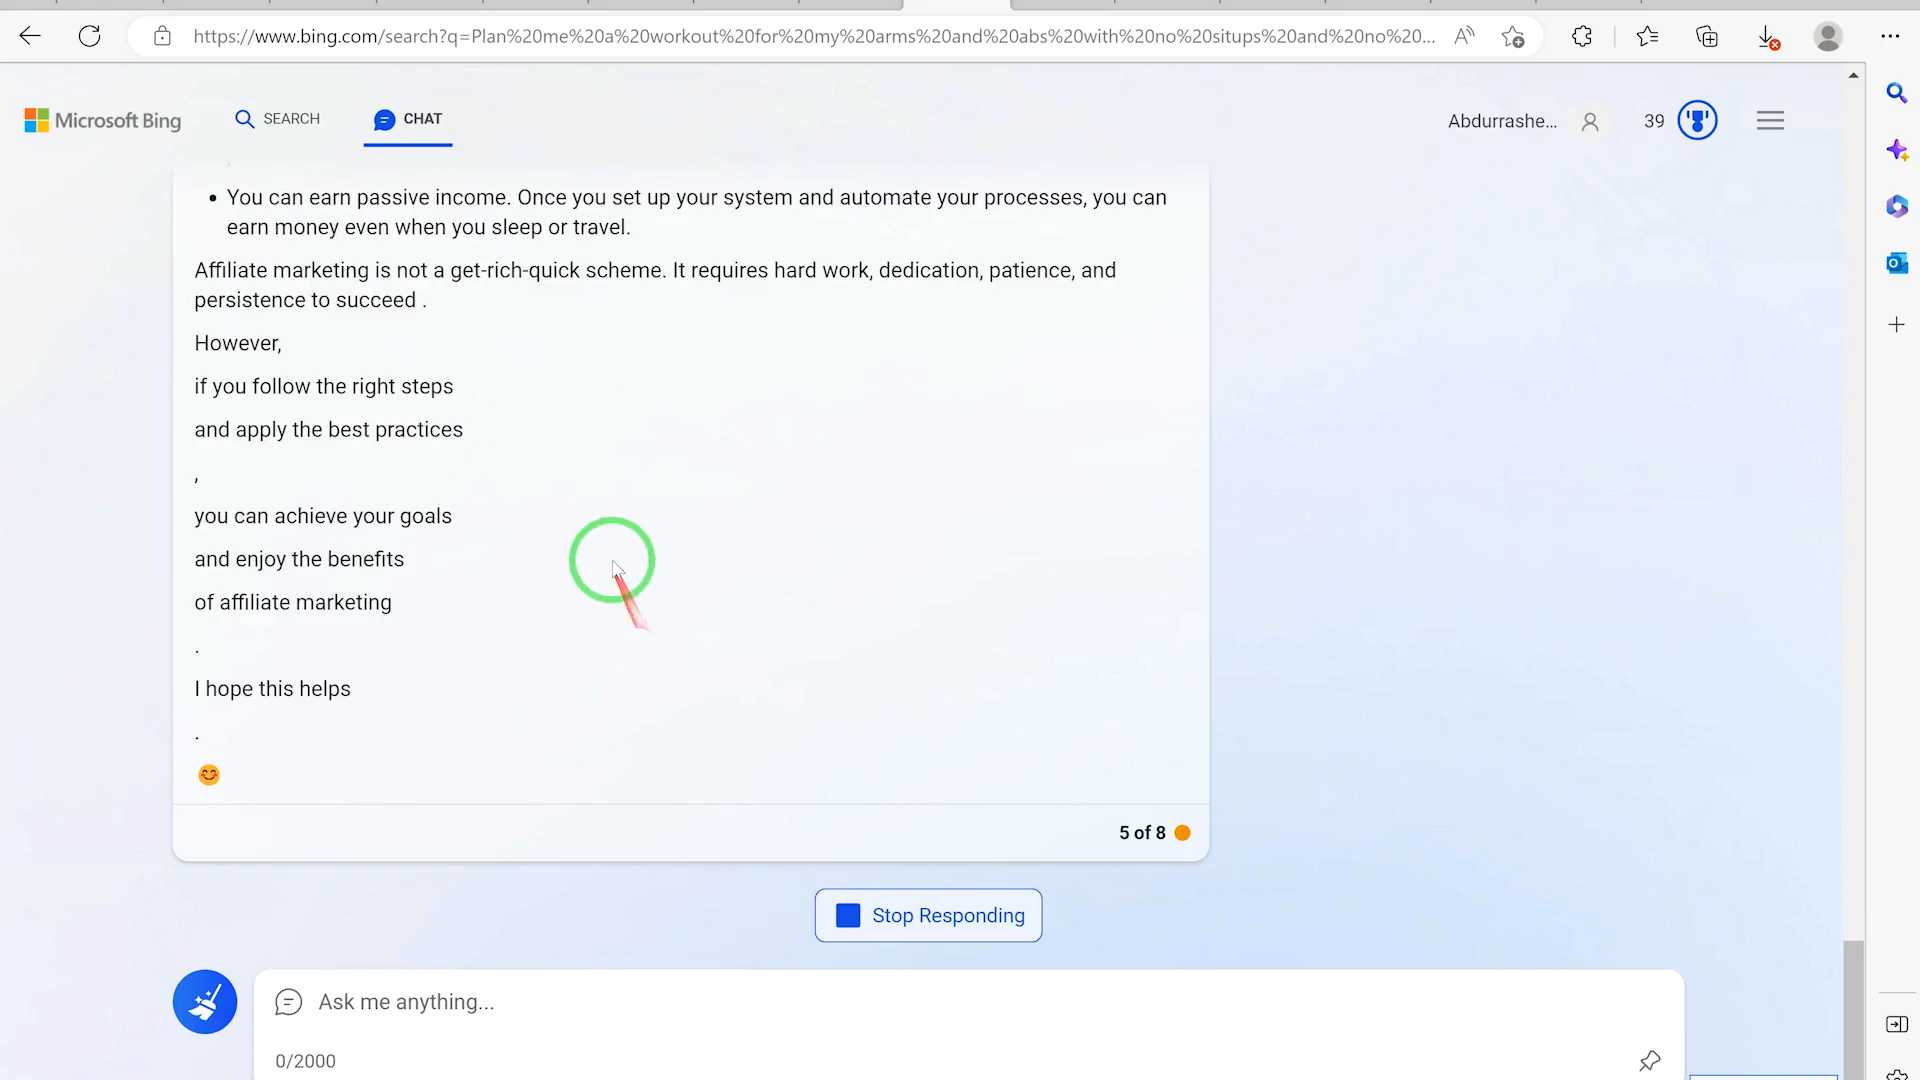 https://www.bing.com/search?q=Plan%20me%20a%20workout%20for%20my%20arms%20and%20abs%20with%20no%20situps%20and%20no%20...
Microsoft Bing
SEARCH
CHAT
Abdurrashe...
39
• You can earn passive income. Once you set up your system and automate your processes, you can
earn money even when you sleep or travel.
Affiliate marketing is not a get-rich-quick scheme. It requires hard work, dedication, patience, and
persistence to succeed .
However,
if you follow the right steps
and apply the best practices
,
you can achieve your goals
and enjoy the benefits
of affiliate marketing
.
I hope this helps
.
5 of 8
Stop Responding
Ask me anything...
0/2000